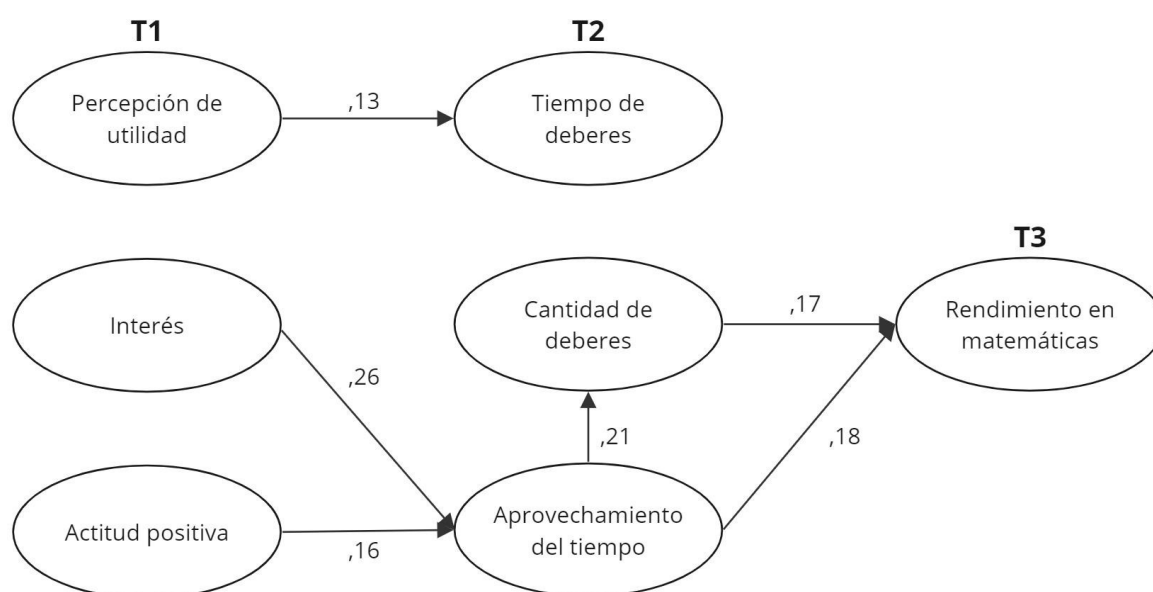 T1
T2
Percepción de
utilidad
,13
Tiempo de
deberes
T3
Interés
Cantidad de
deberes
,17
Rendimiento en
matemáticas
,26
,21
,18
Actitud positiva
,16
Aprovechamiento
del tiempo